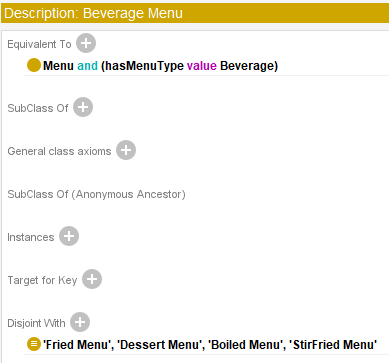 Description: Beverage Menu
Equivalent To
Menu and (hasMenuType value Beverage)
SubClass Of
General class axioms
SubClass Of (Anonymous Ancestor)
Instances
Target for Key
Disjoint With
'Fried Menu', 'Dessert Menu', 'Boiled Menu', 'StirFried Menu'